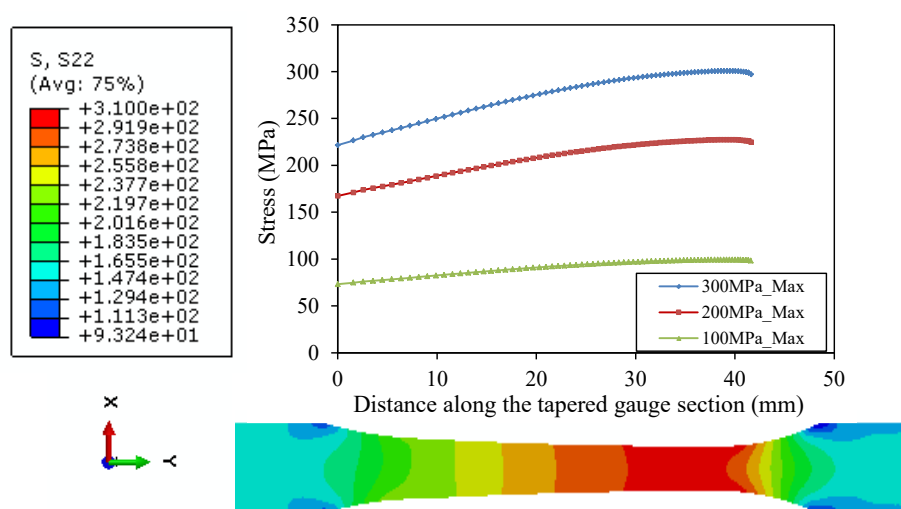 S, S22
(Avg: 75%)
+3.100e+02
+2.919e+02
+2.738e+02
+2.558e+02
+2.377e+02
+2.197e+02
+2.016e+02
+1.835e+02
+1.655e+02
+1.474e+02
+1.294e+02
+1.113e+02
+9.324e+01
350
300
250
200
150
100
50
0
Stress (MPa)
300MPa_Max
200MPa_Max
100MPa_Max
0 10 20 30 40 50
Distance along the tapered gauge section (mm)
X
Y